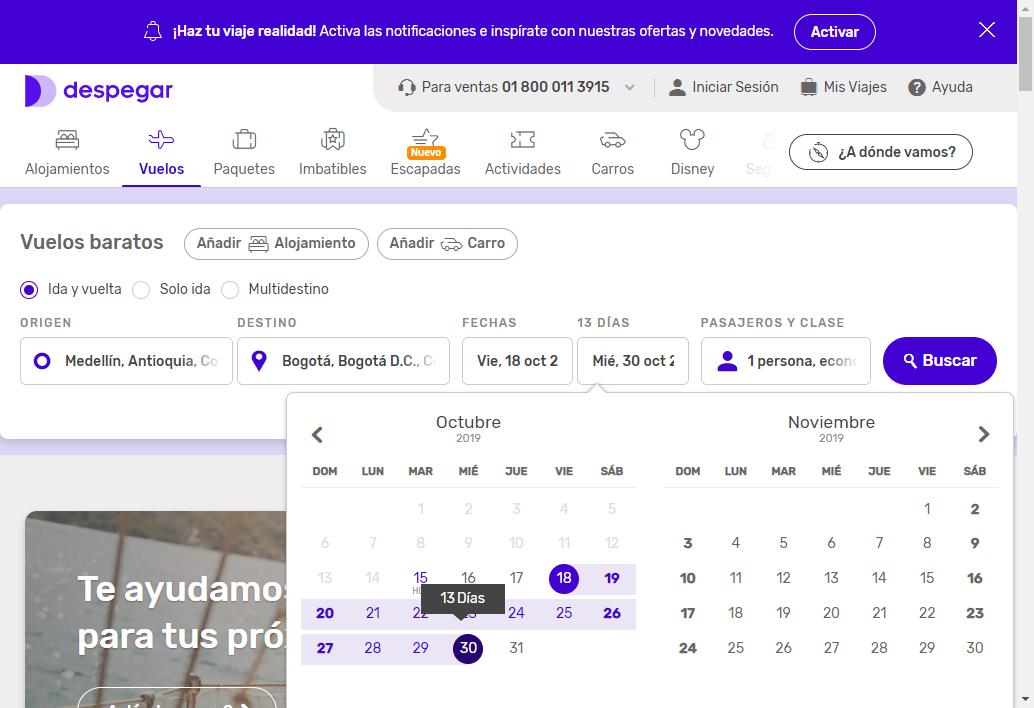 ¡Haz tu viaje realidad! Activa las notificaciones e inspírate con nuestras ofertas y novedades. Activar
despegar
Para ventas 01 800 011 3915 Iniciar Sesión Mis Viajes Ayuda
Alojamientos Vuelos Paquetes Imbatibles Nuevo Escapadas Actividades Carros Disney Seg
¿A dónde vamos?
Vuelos baratos Añadir Alojamiento Añadir Carro
Ida y vuelta Solo ida Multidestino
ORIGEN DESTINO FECHAS 13 DÍAS PASAJEROS Y CLASE
Medellín, Antioquia, Co Bogotá, Bogotá D.C., C Vie, 18 oct 2 Mié, 30 oct 2 1 persona, econ Buscar
Octubre Noviembre
2019 2019
DOM LUN MAR MIÉ JUE VIE SÁB DOM LUN MAR MIÉ JUE VIE SÁB
1 2 3 4 5 1 2
6 7 8 9 10 11 12 3 4 5 6 7 8 9
13 14 15 16 17 18 19 10 11 12 13 14 15 16
HO
13 Días
20 21 22 23 24 25 26 17 18 19 20 21 22 23
27 28 29 30 31 24 25 26 27 28 29 30
Te ayudamos
para tus próx